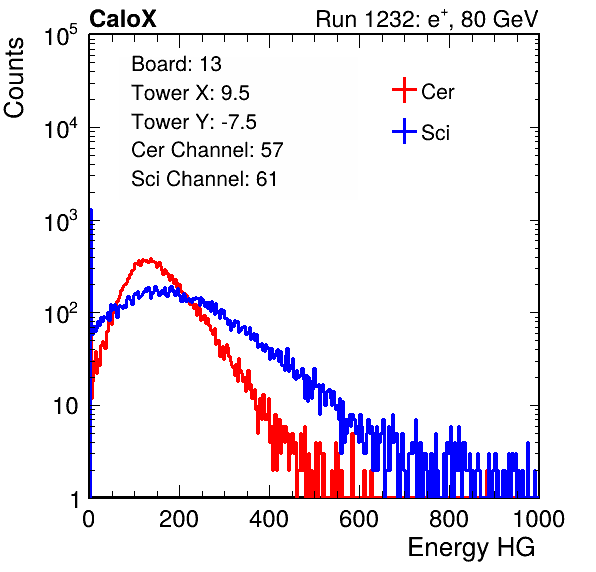 CaloX Run 1232: e⁺, 80 GeV
Counts
10⁵
10⁴
10³
10²
10
1
Board: 13
Tower X: 9.5
Tower Y: -7.5
Cer Channel: 57
Sci Channel: 61
Cer
Sci
0 200 400 600 800 1000
Energy HG